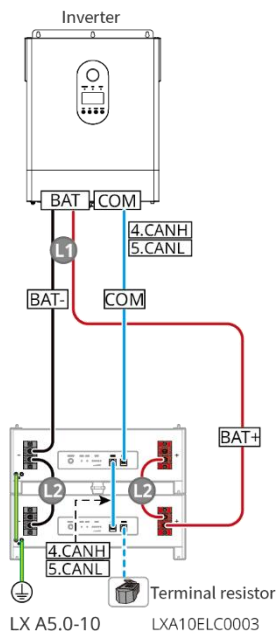 Inverter
BAT COM
4.CANH
5.CANL
L1
BAT- COM
BAT+
- +
L2 L2
- +
4.CANH
5.CANL
Terminal resistor
LX A5.0-10 LXA10ELC0003